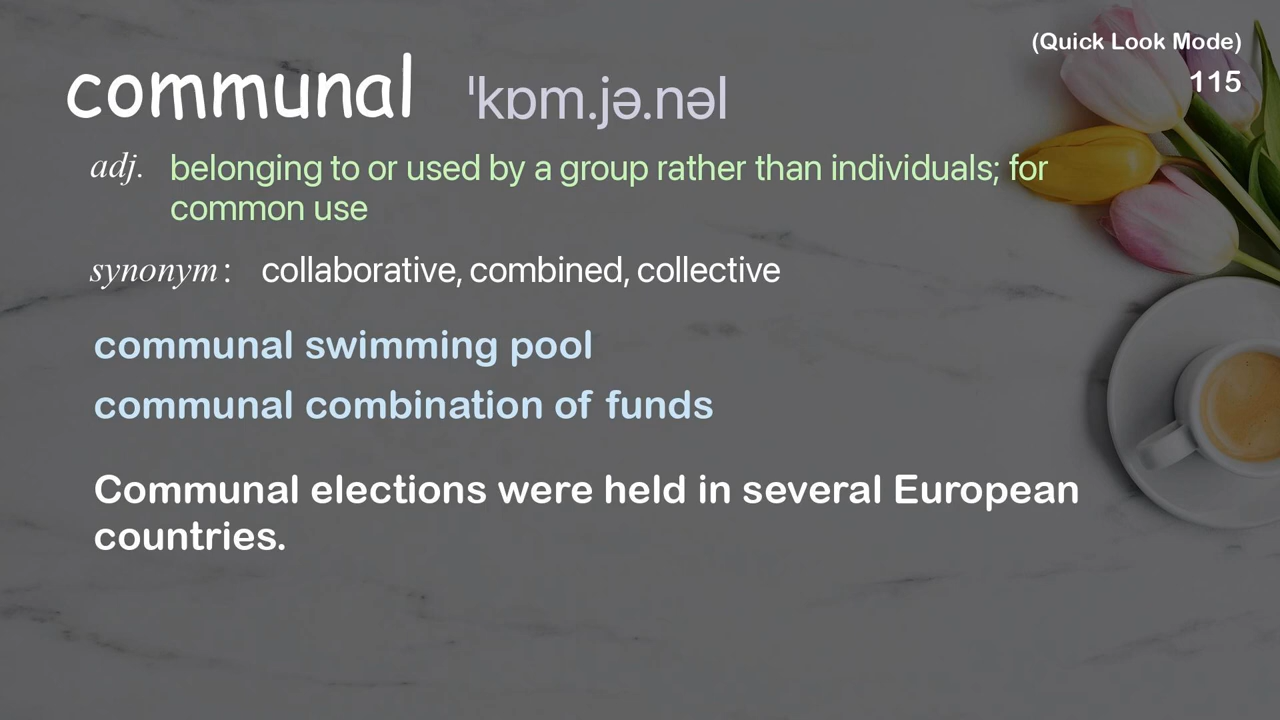 (Quick Look Mode)
communal ˈkɒm.jə.nəl
115
adj. belonging to or used by a group rather than individuals; for
common use
synonym: collaborative, combined, collective
communal swimming pool
communal combination of funds
Communal elections were held in several European
countries.